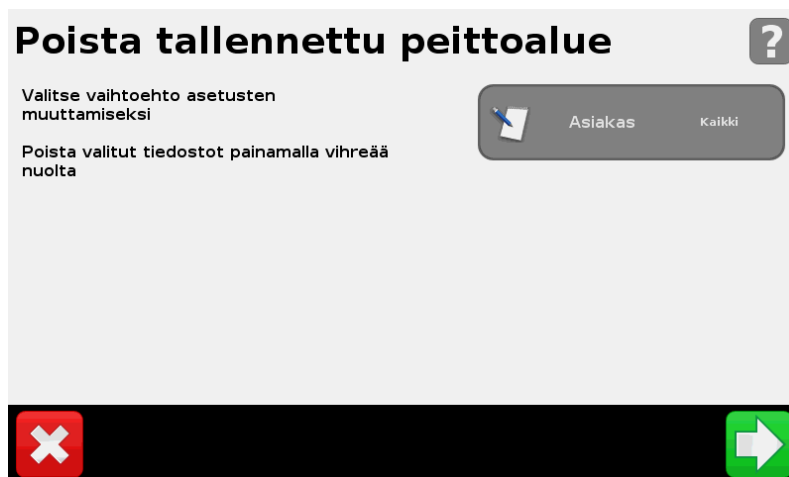 Poista tallennettu peittoalue
?
Valitse vaihtoehto asetusten
muuttamiseksi
Asiakas Kaikki
Poista valitut tiedostot painamalla vihreää
nuolta